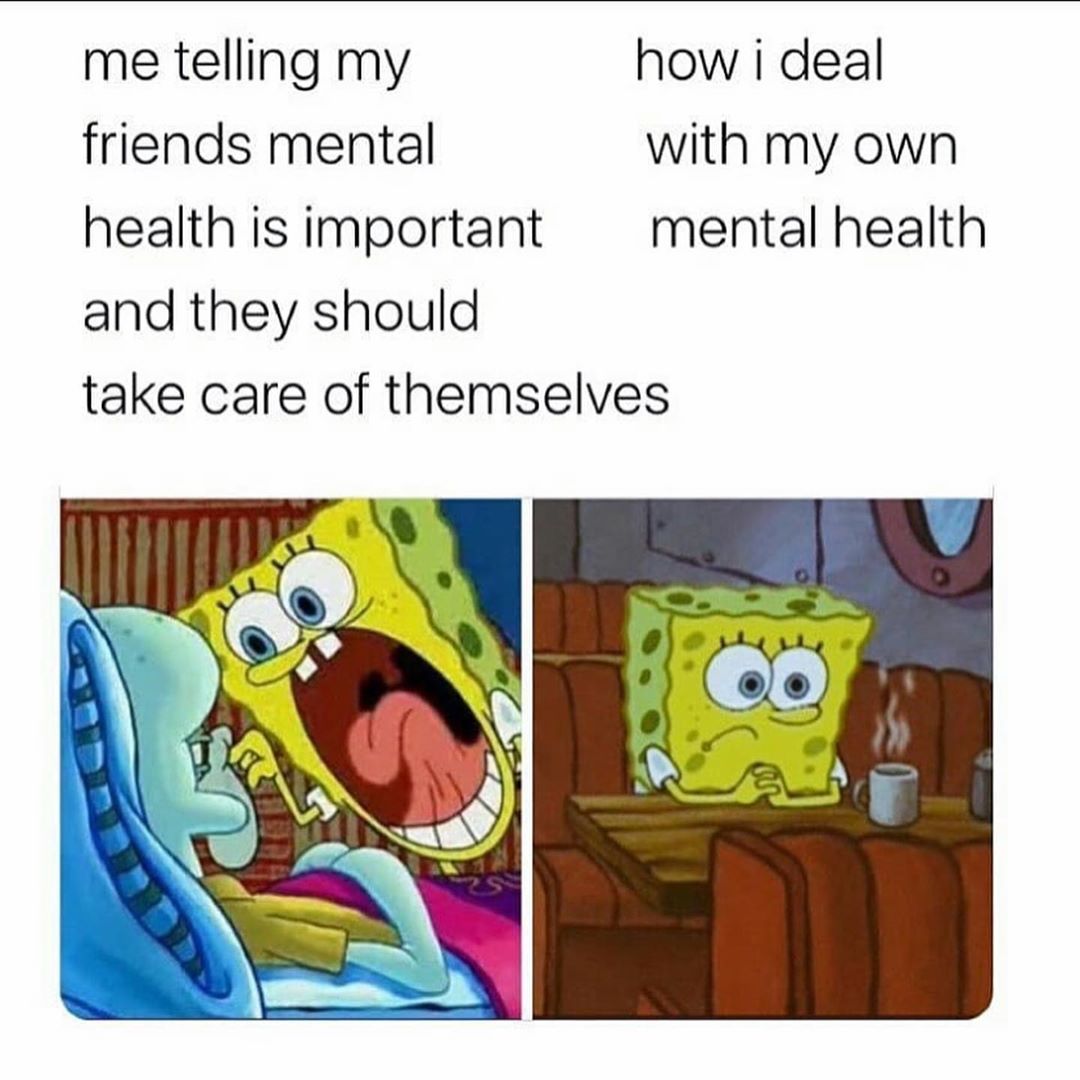 me telling my
friends mental
health is important
and they should
take care of themselves
how i deal
with my own
mental health